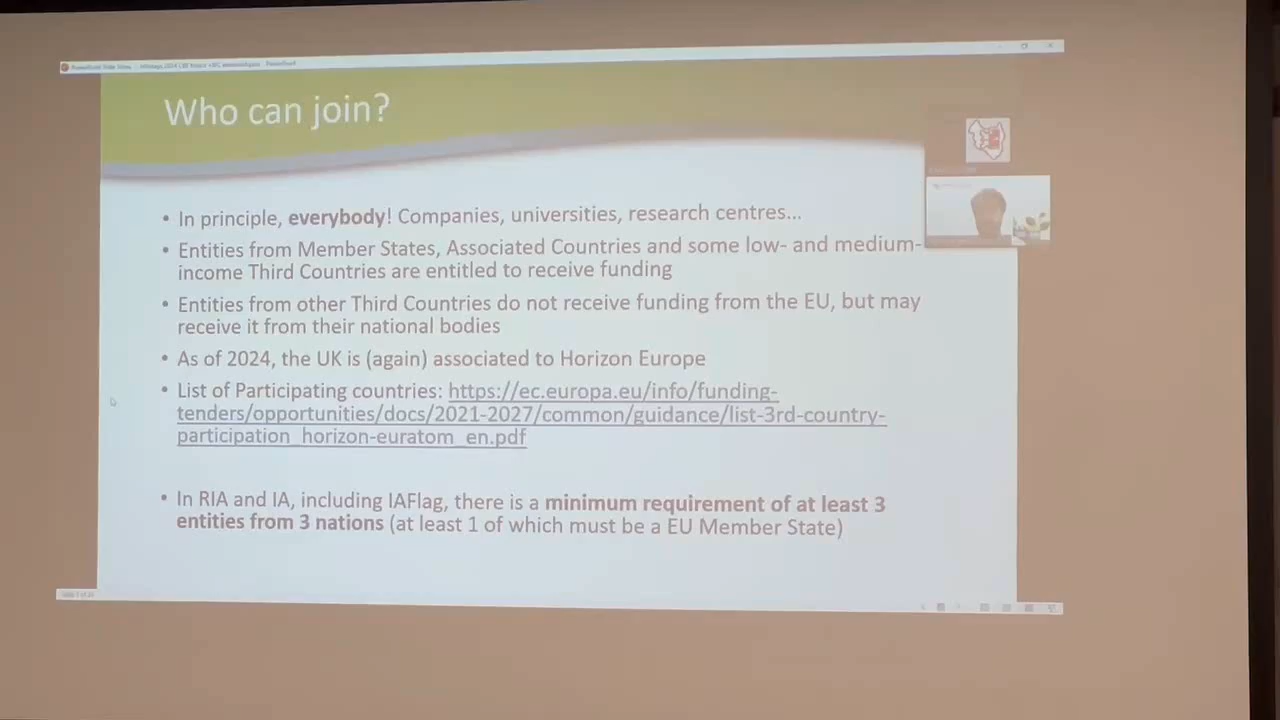 Who can join?
• In principle, everybody! Companies, universities, research centres...
• Entities from Member States, Associated Countries and some low- and medium-
income Third Countries are entitled to receive funding
• Entities from other Third Countries do not receive funding from the EU, but may
receive it from their national bodies
• As of 2024, the UK is (again) associated to Horizon Europe
• List of Participating countries: https://ec.europa.eu/info/funding-
tenders/opportunities/docs/2021-2027/common/guidance/list-3rd-country-
participation_horizon-euratom_en.pdf
• In RIA and IA, including IAFlag, there is a minimum requirement of at least 3
entities from 3 nations (at least 1 of which must be a EU Member State)